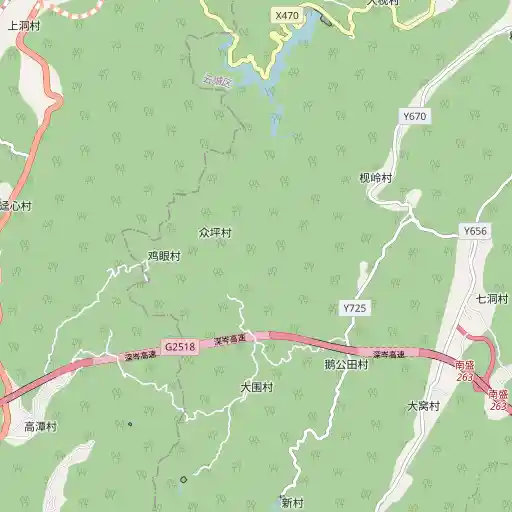 大枧村
X470
上洞村
云城区
Y670
枧岭村
逕心村
众坪村
Y656
鸡眼村
七洞村
Y725
深岑高速
G2518
深岑高速
深岑高速
鹅公田村
南盛
263
大围村
南盛
263
大窝村
高潭村
新村